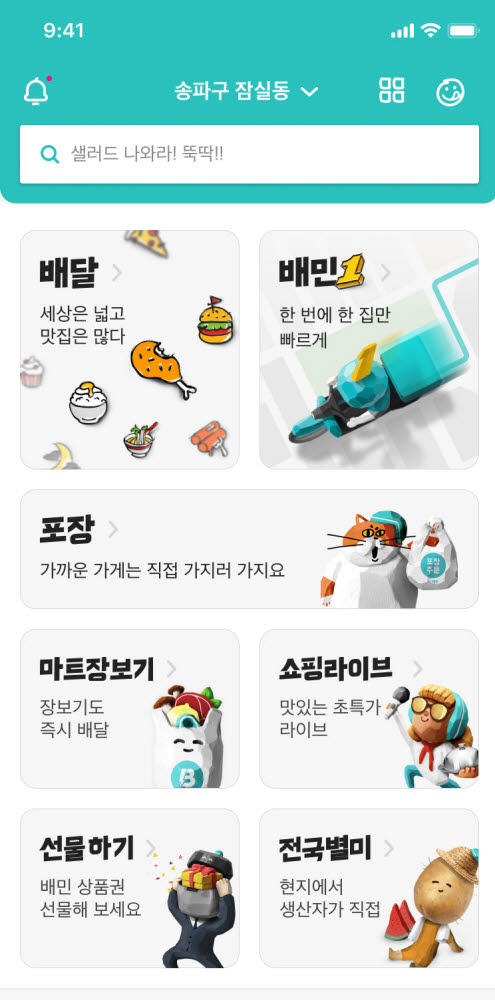 9:41
송파구 잠실동
샐러드 나와라! 뚝딱!!
배달
세상은 넓고
맛집은 많다
배민1
한 번에 한 집만
빠르게
포장
가까운 가게는 직접 가지러 가지요
포장
주문
마트장보기
장보기도
즉시 배달
B
쇼핑라이브
맛있는 초특가
라이브
선물하기
배민 상품권
선물해 보세요
전국별미
현지에서
생산자가 직접